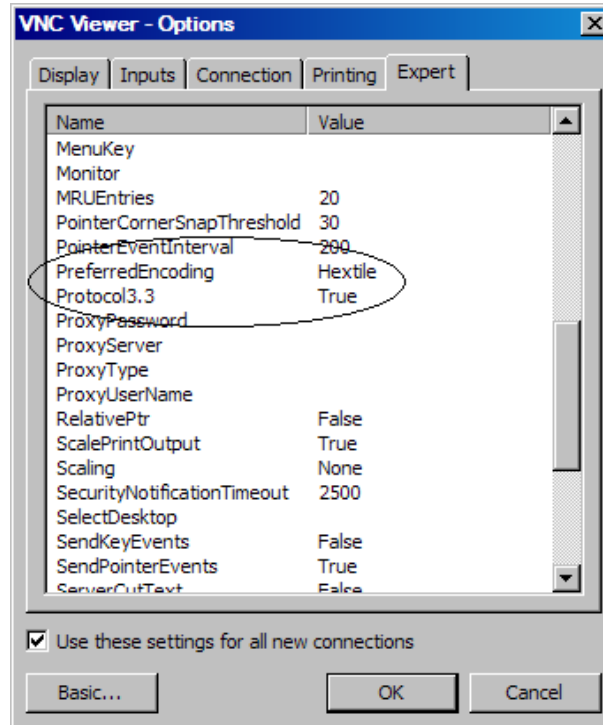 VNC Viewer - Options
Display Inputs Connection Printing Expert
Name Value
MenuKey
Monitor
MRUEntries 20
PointerCornerSnapThreshold 30
PointerEventInterval 200
PreferredEncoding Hextile
Protocol3.3 True
ProxyPassword
ProxyServer
ProxyType
ProxyUserName
RelativePtr False
ScalePrintOutput True
Scaling None
SecurityNotificationTimeout 2500
SelectDesktop
SendKeyEvents False
SendPointerEvents True
ServerCutText False
Use these settings for all new connections
Basic... OK Cancel